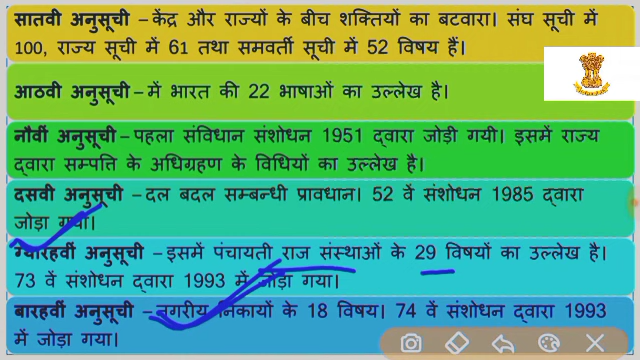 सातवी अनुसूची – केंद्र और राज्यों के बीच शक्तियों का बटवारा। संघ सूची में
100, राज्य सूची में 61 तथा समवर्ती सूची में 52 विषय हैं।
आठवी अनुसूची – में भारत की 22 भाषाओं का उल्लेख है।
नौवीं अनुसूची – पहला संविधान संशोधन 1951 द्वारा जोड़ी गयी। इसमें राज्य
द्वारा सम्पत्ति के अधिग्रहण के विधियों का उल्लेख है।
दसवी अनुसूची – दल बदल सम्बन्धी प्रावधान। 52 वें संशोधन 1985 द्वारा
जोड़ा गया।
ग्यारहवीं अनुसूची – इसमें पंचायती राज संस्थाओं के 29 विषयों का उल्लेख है।
73 वें संशोधन द्वारा 1993 में जोड़ा गया।
बारहवीं अनुसूची – नगरीय निकायों के 18 विषय। 74 वें संशोधन द्वारा 1993
में जोड़ा गया।